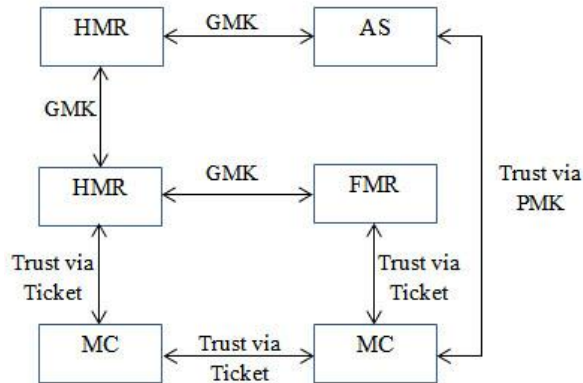 HMR
GMK
AS
GMK
HMR
GMK
FMR
Trust via
PMK
Trust via
Ticket
Trust via
Ticket
MC
Trust via
Ticket
MC